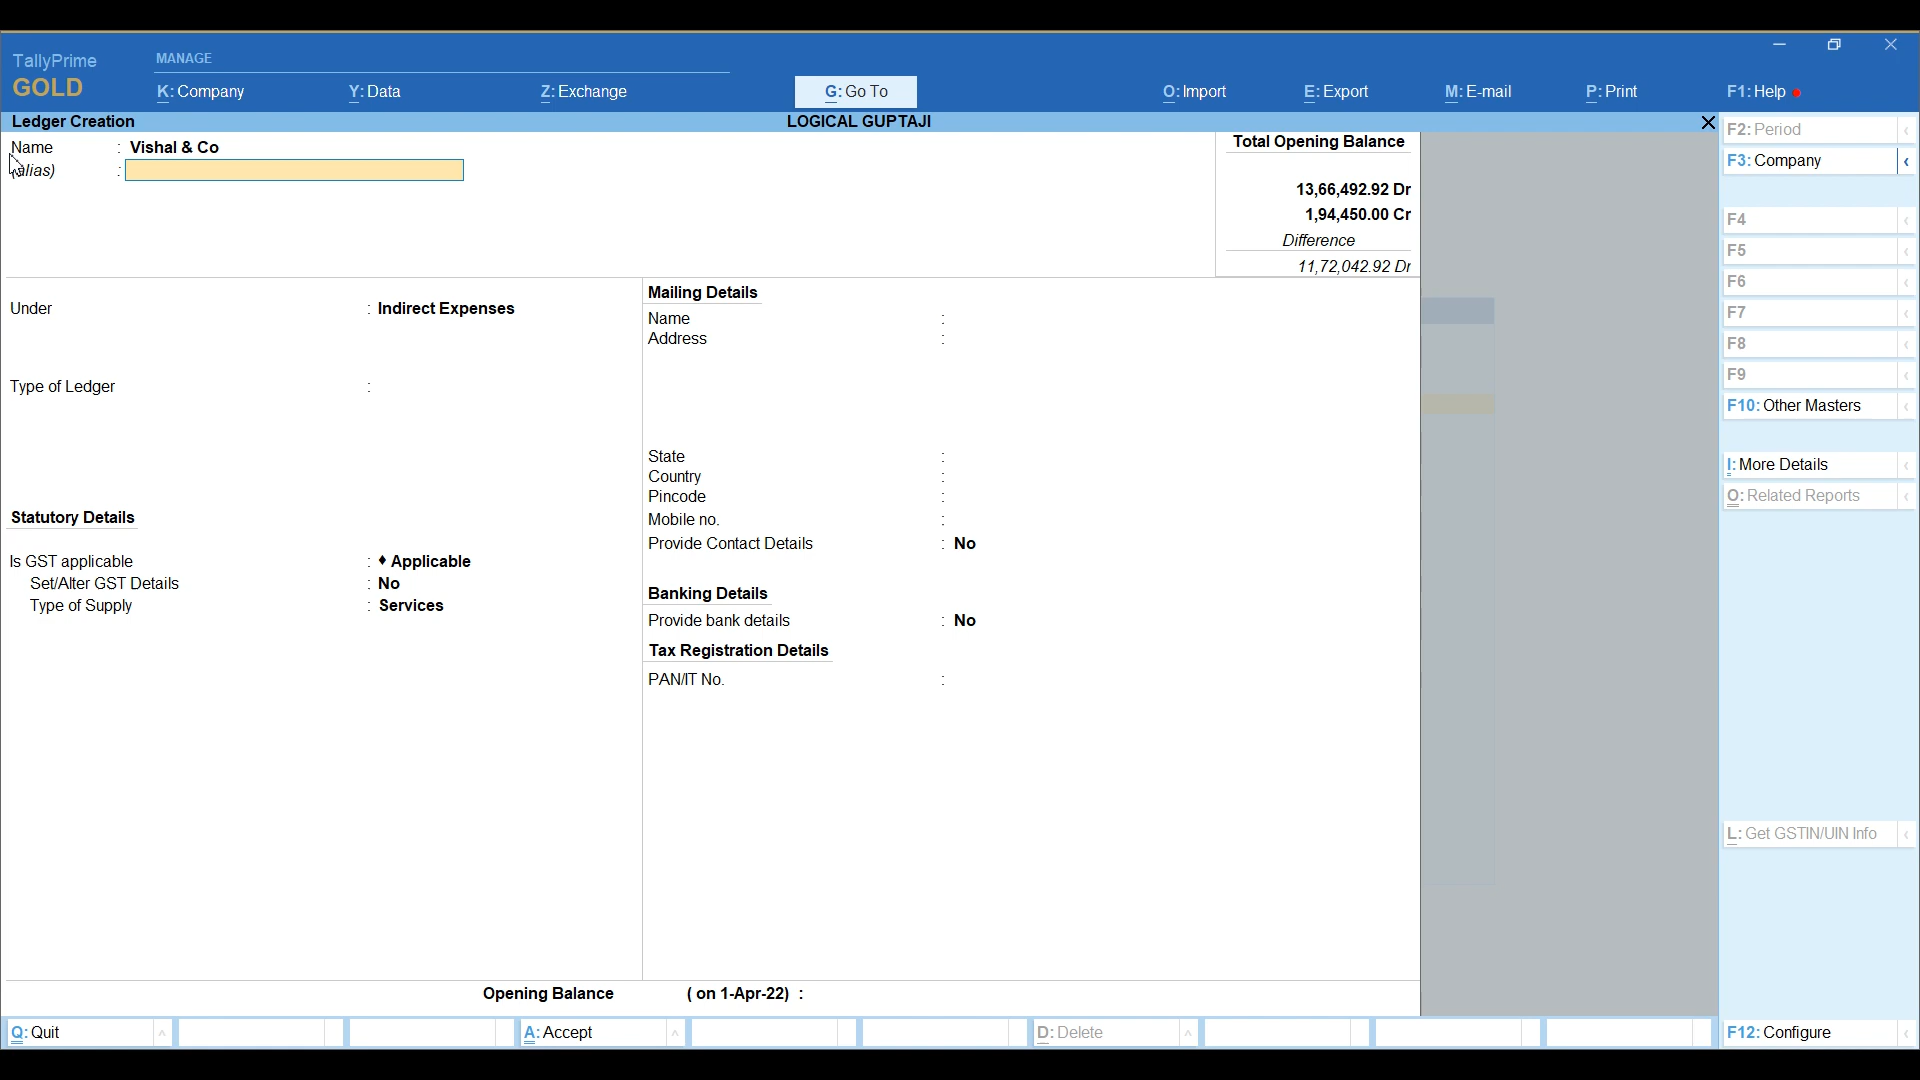 TallyPrime
GOLD
MANAGE
K: Company
Y: Data
Z: Exchange
G: Go To
O: Import
E: Export
M: E-mail
P: Print
F1: Help
Ledger Creation
LOGICAL GUPTAJI
Name : Vishal & Co
(alias) :
Total Opening Balance
13,66,492.92 Dr
1,94,450.00 Cr
Difference
11,72,042.92 Dr
Under : Indirect Expenses
Type of Ledger :
Statutory Details
Is GST applicable : ♦ Applicable
Set/Alter GST Details : No
Type of Supply : Services
Mailing Details
Name :
Address :
State :
Country :
Pincode :
Mobile no. :
Provide Contact Details : No
Banking Details
Provide bank details : No
Tax Registration Details
PAN/IT No. :
Opening Balance ( on 1-Apr-22) :
F2: Period
F3: Company
F4
F5
F6
F7
F8
F9
F10: Other Masters
I: More Details
O: Related Reports
L: Get GSTIN/UIN Info
Q: Quit
A: Accept
D: Delete
F12: Configure